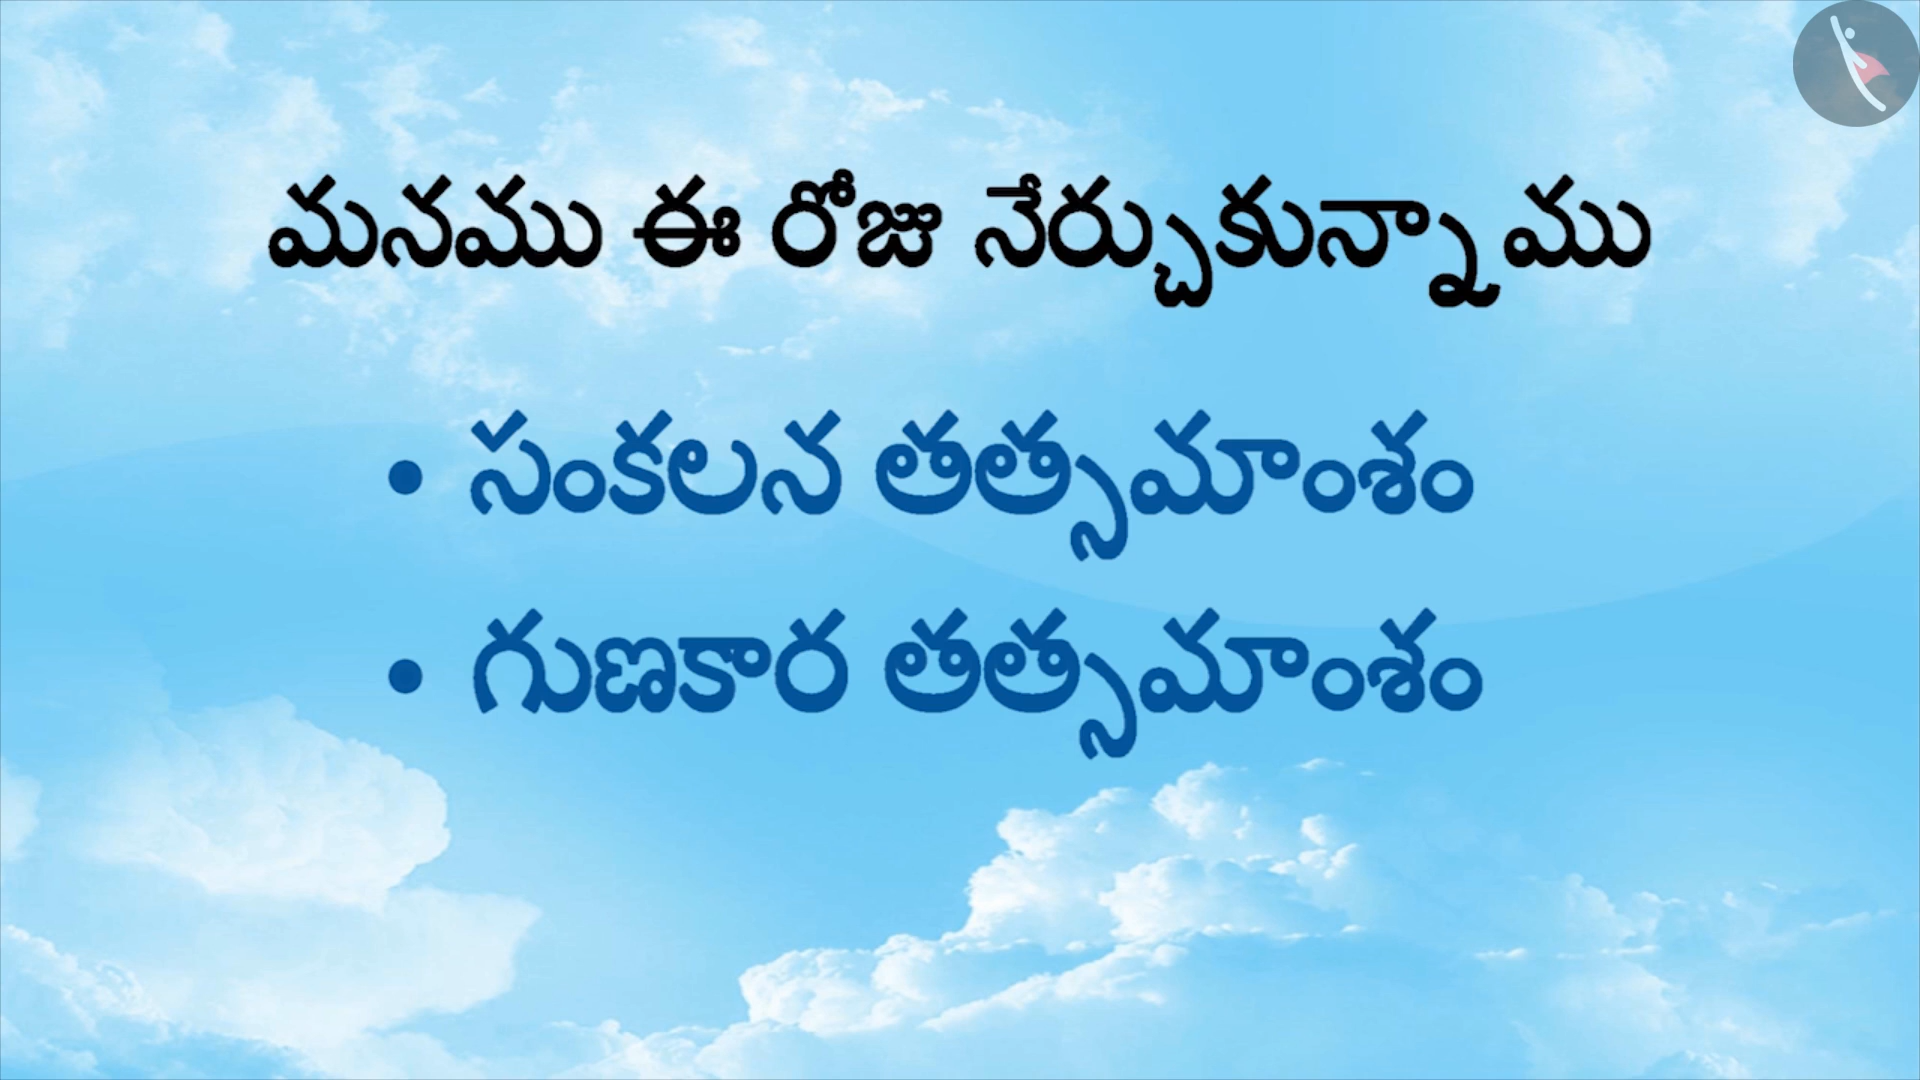 మనము ఈ రోజు నేర్చుకున్నాము
• సంకలన తత్సమాంశం
• గుణకార తత్సమాంశం